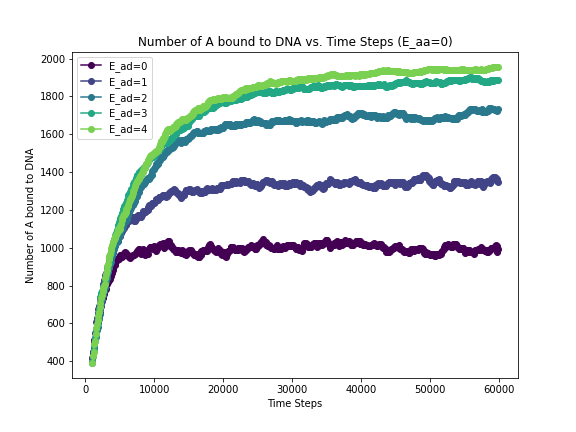 Number of A bound to DNA vs. Time Steps (E_aa=0)
E_ad=0
E_ad=1
E_ad=2
E_ad=3
E_ad=4
Number of A bound to DNA
2000
1800
1600
1400
1200
1000
800
600
400
0 10000 20000 30000 40000 50000 60000
Time Steps